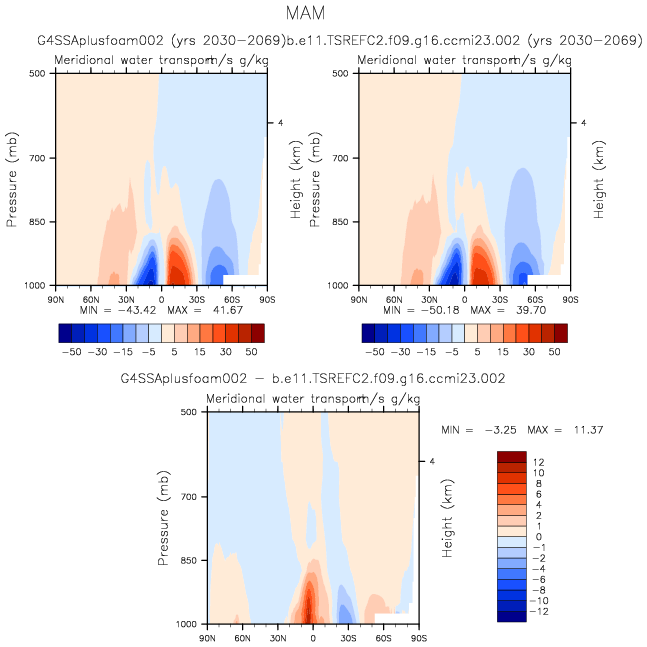 MAM
G4SSAplusfoam002 (yrs 2030-2069)b.e11.TSREFC2.f09.g16.ccmi23.002 (yrs 2030-2069)
Meridional water transport m/s g/kg Meridional water transport m/s g/kg
500 500
4 4
700 700
850 850
1000 1000
Pressure (mb) Height (km) Pressure (mb) Height (km)
90N 60N 30N 0 30S 60S 90S 90N 60N 30N 0 30S 60S 90S
MIN = -43.42 MAX = 41.67 MIN = -50.18 MAX = 39.70
-50 -30 -15 -5 5 15 30 50 -50 -30 -15 -5 5 15 30 50
G4SSAplusfoam002 - b.e11.TSREFC2.f09.g16.ccmi23.002
Meridional water transport m/s g/kg
500
MIN = -3.25 MAX = 11.37
4
700
850
1000
Pressure (mb) Height (km)
12
10
8
6
4
2
1
0
-1
-2
-4
-6
-8
-10
-12
90N 60N 30N 0 30S 60S 90S